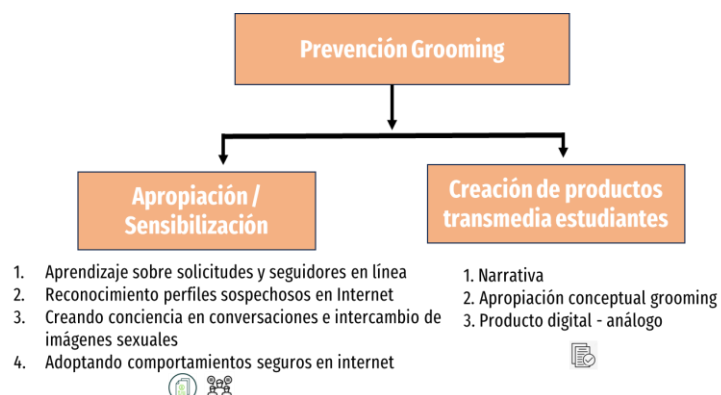 Prevención Grooming
Apropiación /
Sensibilización
1. Aprendizaje sobre solicitudes y seguidores en línea
2. Reconocimiento perfiles sospechosos en Internet
3. Creando conciencia en conversaciones e intercambio de
imágenes sexuales
4. Adoptando comportamientos seguros en internet
Creación de productos
transmedia estudiantes
1. Narrativa
2. Apropiación conceptual grooming
3. Producto digital - análogo